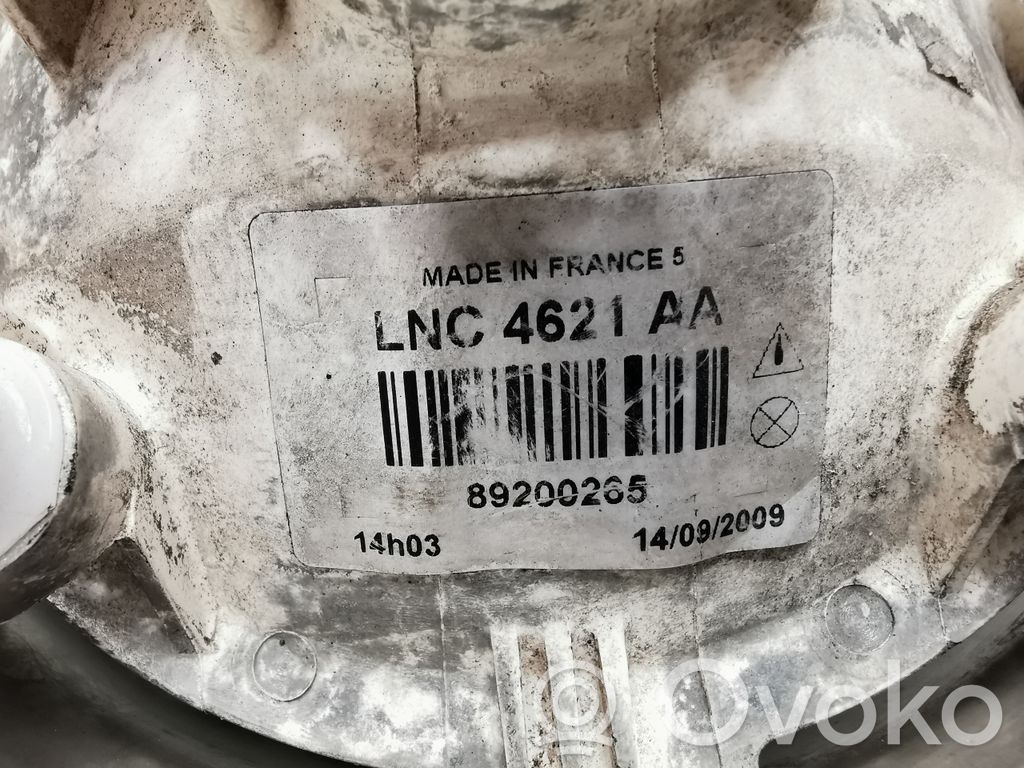 MADE IN FRANCE 5
LNC 4621 AA
89200265
14h03 14/09/2009
Ovoko